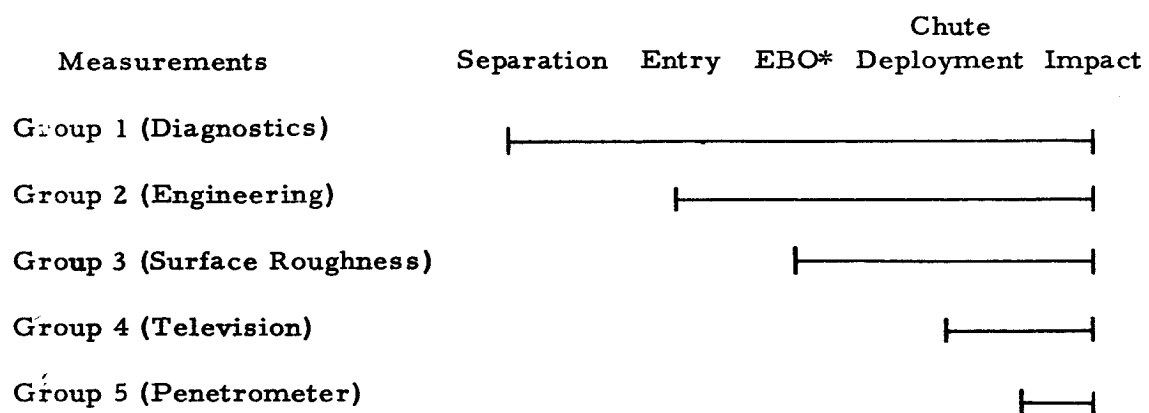 Chute
Measurements Separation Entry EBO* Deployment Impact
Group 1 (Diagnostics)
Group 2 (Engineering)
Group 3 (Surface Roughness)
Group 4 (Television)
Group 5 (Penetrometer)